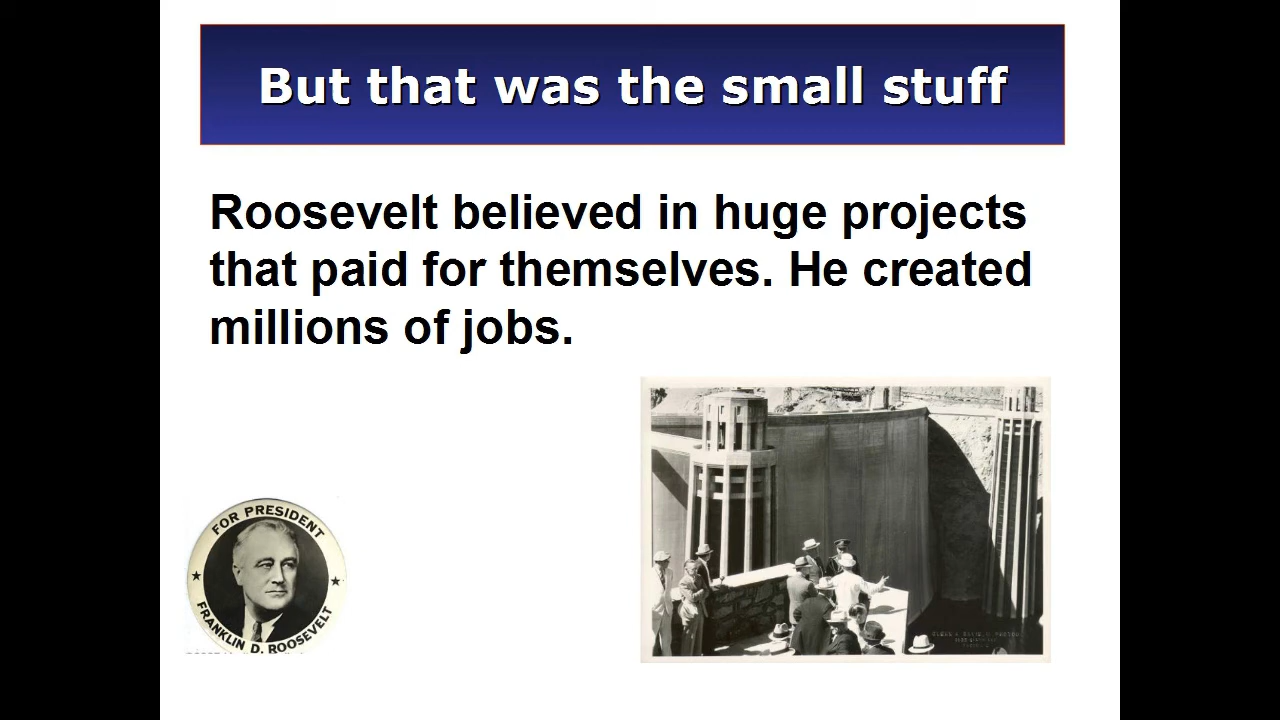 But that was the small stuff
Roosevelt believed in huge projects
that paid for themselves. He created
millions of jobs.
FOR PRESIDENT
FRANKLIN D. ROOSEVELT